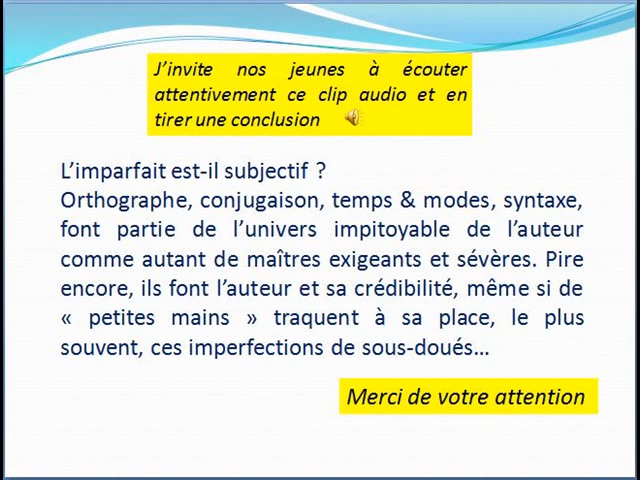 J’invite nos jeunes à écouter
attentivement ce clip audio et en
tirer une conclusion
L’imparfait est-il subjectif ?
Orthographe, conjugaison, temps & modes, syntaxe,
font partie de l’univers impitoyable de l’auteur
comme autant de maîtres exigeants et sévères. Pire
encore, ils font l’auteur et sa crédibilité, même si de
« petites mains » traquent à sa place, le plus
souvent, ces imperfections de sous-doués…
Merci de votre attention